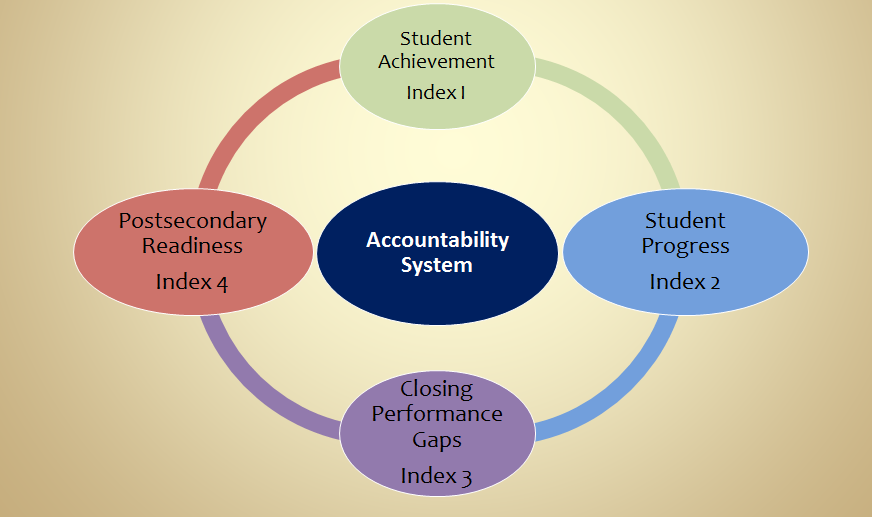 Student
Achievement
Index 1
Postsecondary
Readiness
Index 4
Accountability
System
Student
Progress
Index 2
Closing
Performance
Gaps
Index 3